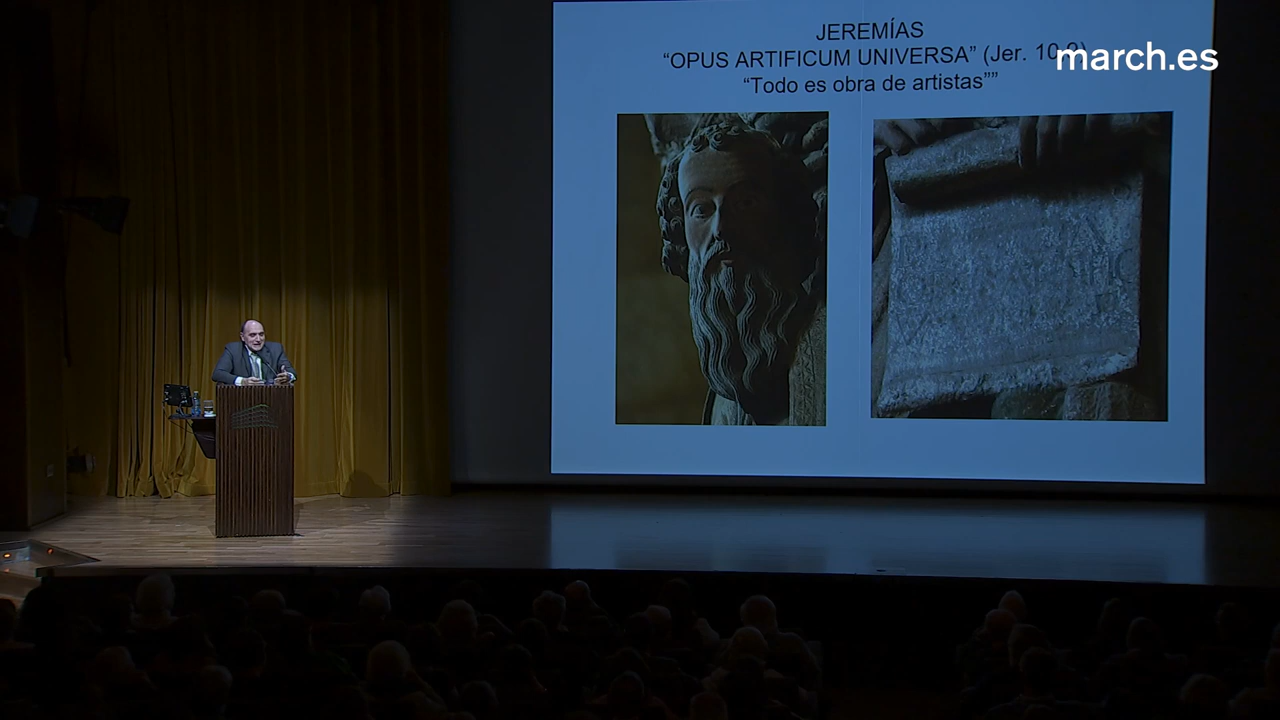 JEREMÍAS
“OPUS ARTIFICUM UNIVERSA” (Jer. 10,9)
march.es
“Todo es obra de artistas””